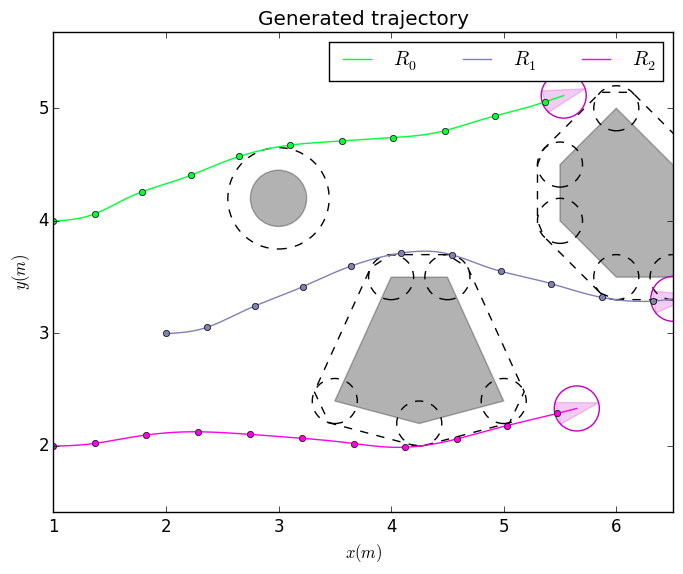 Generated trajectory
R₀ R₁ R₂
5
4
3
2
y(m)
1 2 3 4 5 6
x(m)